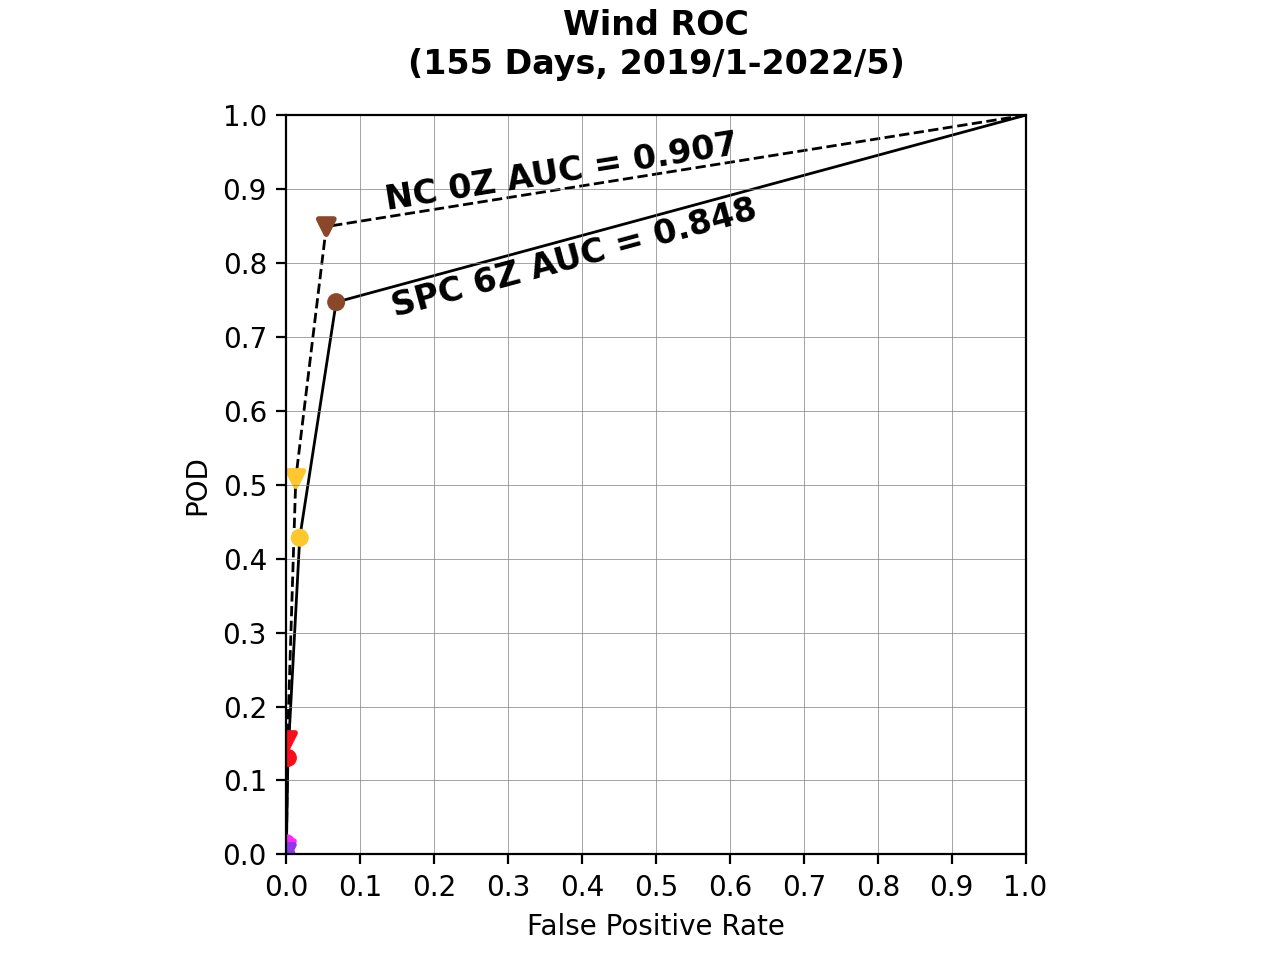 Wind ROC
(155 Days, 2019/1-2022/5)
1.0
0.9
0.8
0.7
0.6
0.5
0.4
0.3
0.2
0.1
0.0
POD
NC 0Z AUC = 0.907
SPC 6Z AUC = 0.848
0.0 0.1 0.2 0.3 0.4 0.5 0.6 0.7 0.8 0.9 1.0
False Positive Rate